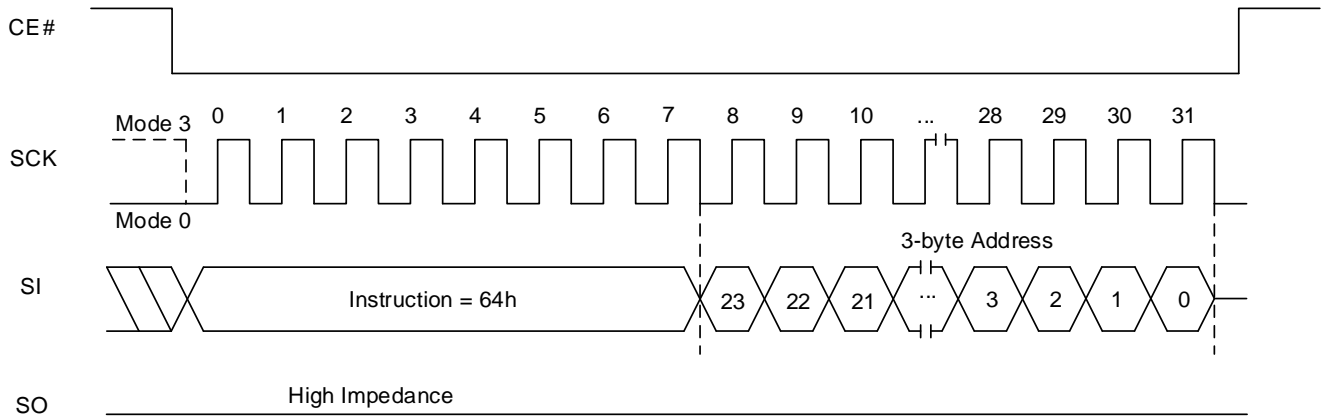 CE#
Mode 3 0 1 2 3 4 5 6 7 8 9 10 ... 28 29 30 31
SCK
Mode 0
3-byte Address
SI Instruction = 64h 23 22 21 ... 3 2 1 0
High Impedance
SO